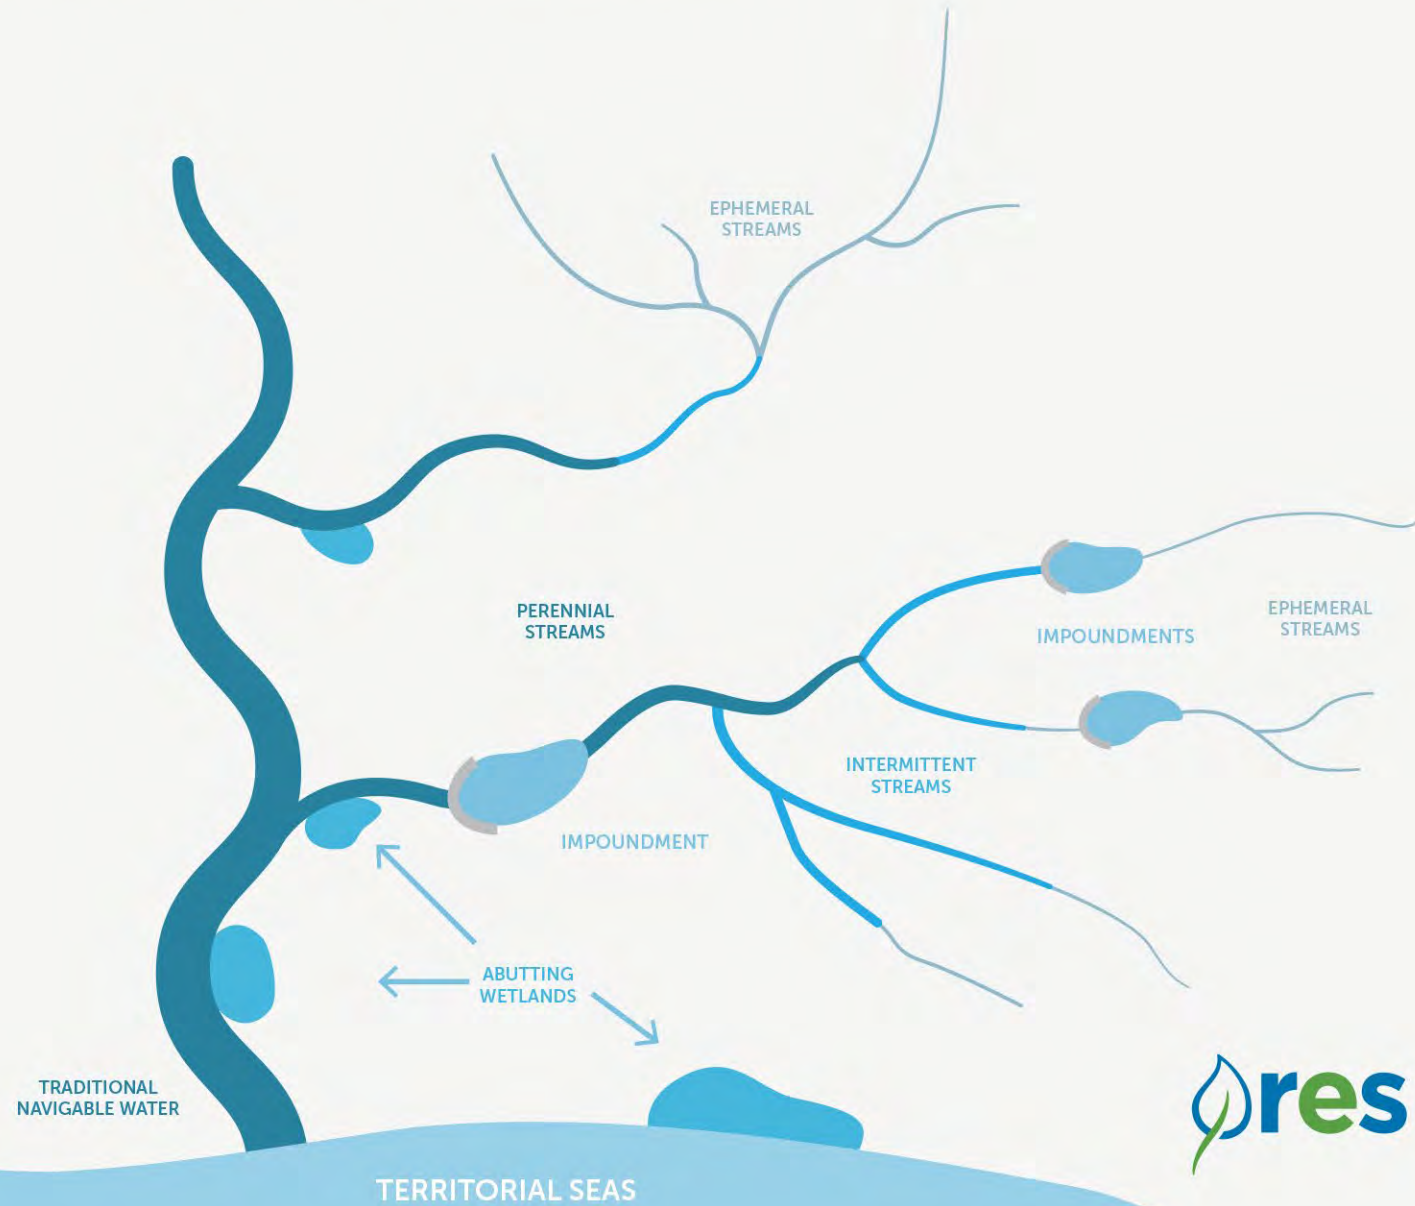 EPHEMERAL
STREAMS
PERENNIAL
STREAMS
IMPOUNDMENTS
EPHEMERAL
STREAMS
INTERMITTENT
STREAMS
IMPOUNDMENT
ABUTTING
WETLANDS
TRADITIONAL
NAVIGABLE WATER
res
TERRITORIAL SEAS